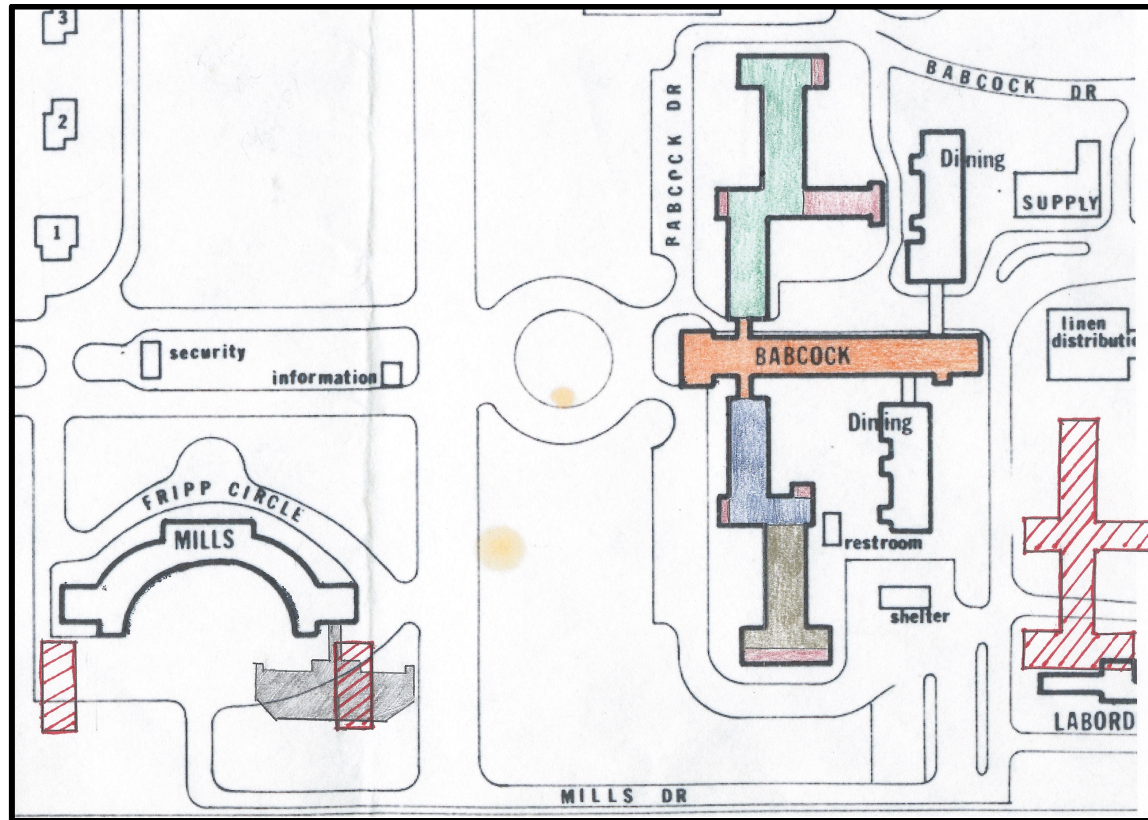 3
BABCOCK DR
2
BABCOCK DR
Dining
SUPPLY
1
security
information
BABCOCK
linen
distributio
Dining
FRIPP CIRCLE
MILLS
restroom
shelter
LABORD
MILLS DR